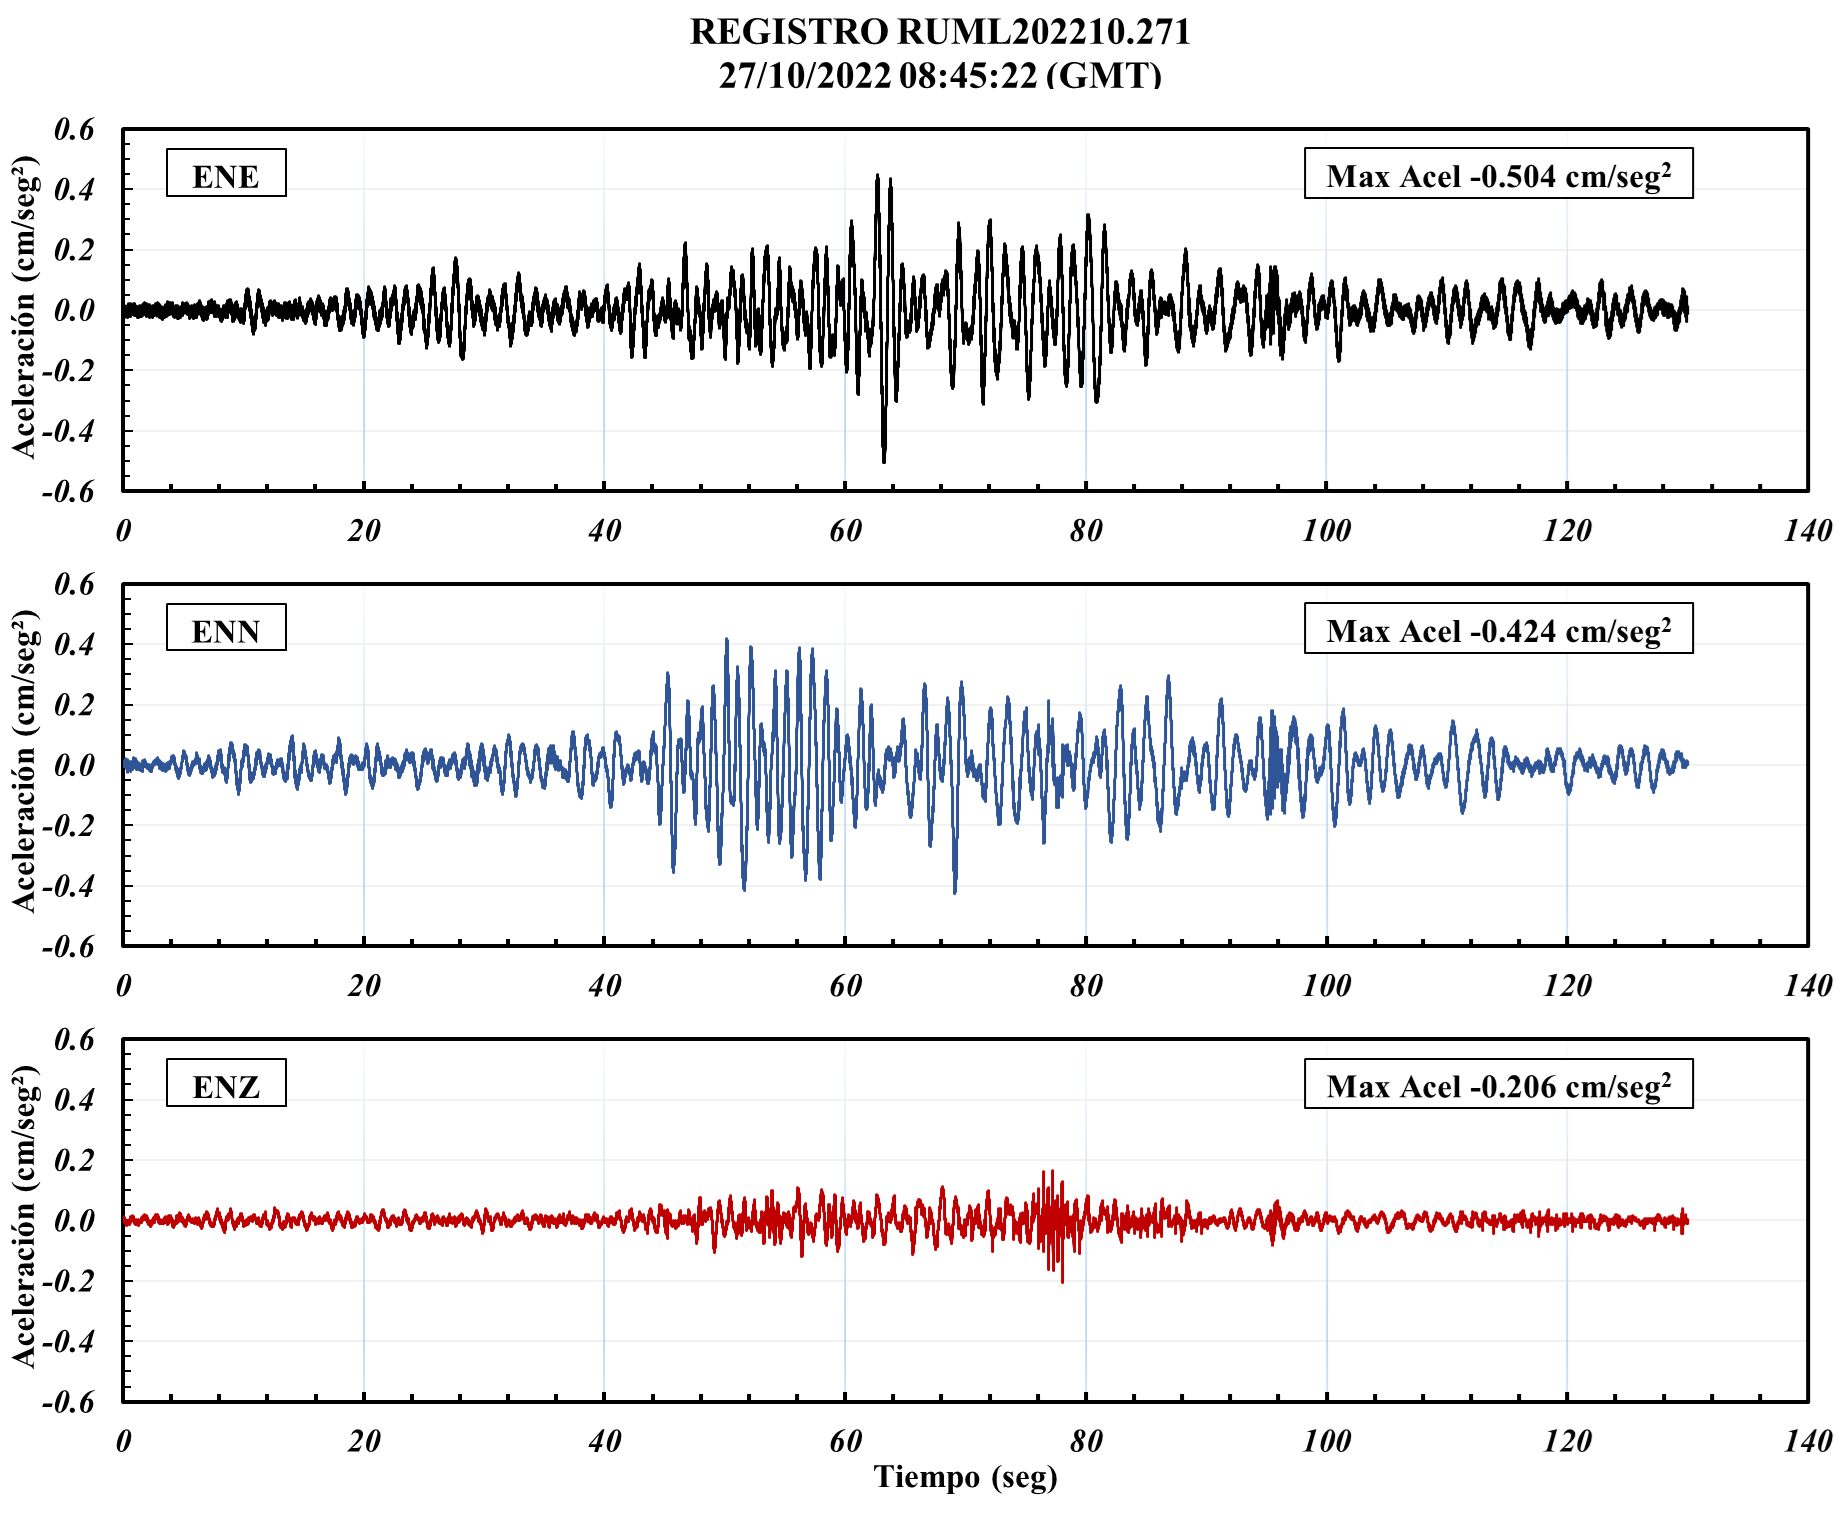 REGISTRO RUML202210.271
27/10/2022 08:45:22 (GMT)
Aceleración (cm/seg²)
0.6
0.4
0.2
0.0
-0.2
-0.4
-0.6
ENE
Max Acel -0.504 cm/seg²
0 20 40 60 80 100 120 140
Aceleración (cm/seg²)
0.6
0.4
0.2
0.0
-0.2
-0.4
-0.6
ENN
Max Acel -0.424 cm/seg²
0 20 40 60 80 100 120 140
Aceleración (cm/seg²)
0.6
0.4
0.2
0.0
-0.2
-0.4
-0.6
ENZ
Max Acel -0.206 cm/seg²
0 20 40 60 80 100 120 140
Tiempo (seg)